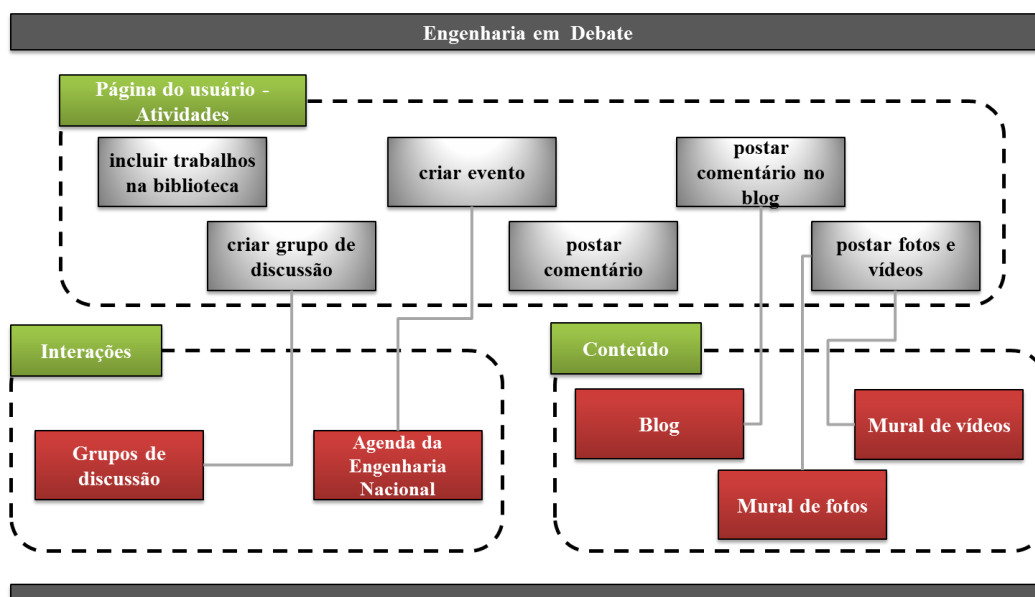 Engenharia em Debate
Página do usuário -
Atividades
incluir trabalhos
na biblioteca
criar evento
postar
comentário no
blog
criar grupo de
discussão
postar
comentário
postar fotos e
vídeos
Interações
Conteúdo
Grupos de
discussão
Agenda da
Engenharia
Nacional
Blog
Mural de vídeos
Mural de fotos